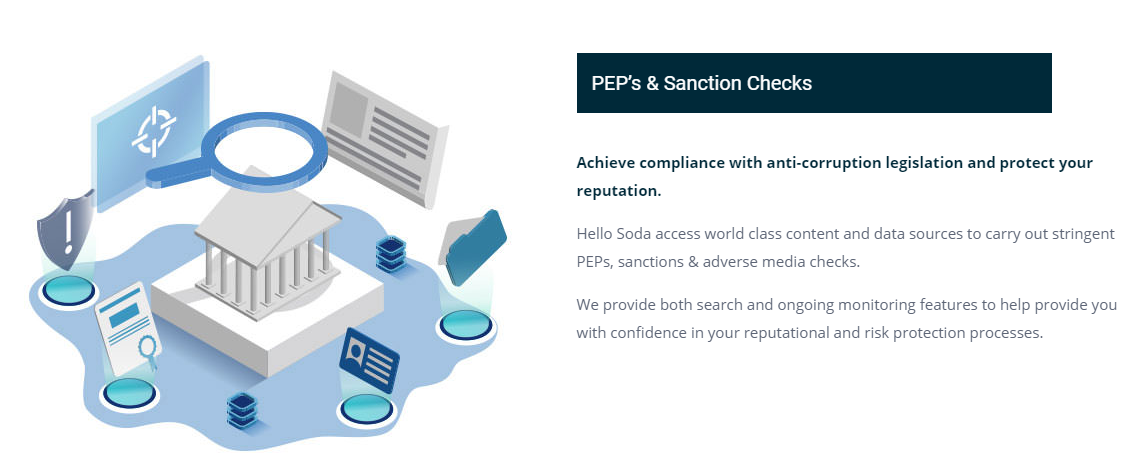 PEP’s & Sanction Checks
Achieve compliance with anti-corruption legislation and protect your
reputation.
Hello Soda access world class content and data sources to carry out stringent
PEPs, sanctions & adverse media checks.
We provide both search and ongoing monitoring features to help provide you
with confidence in your reputational and risk protection processes.